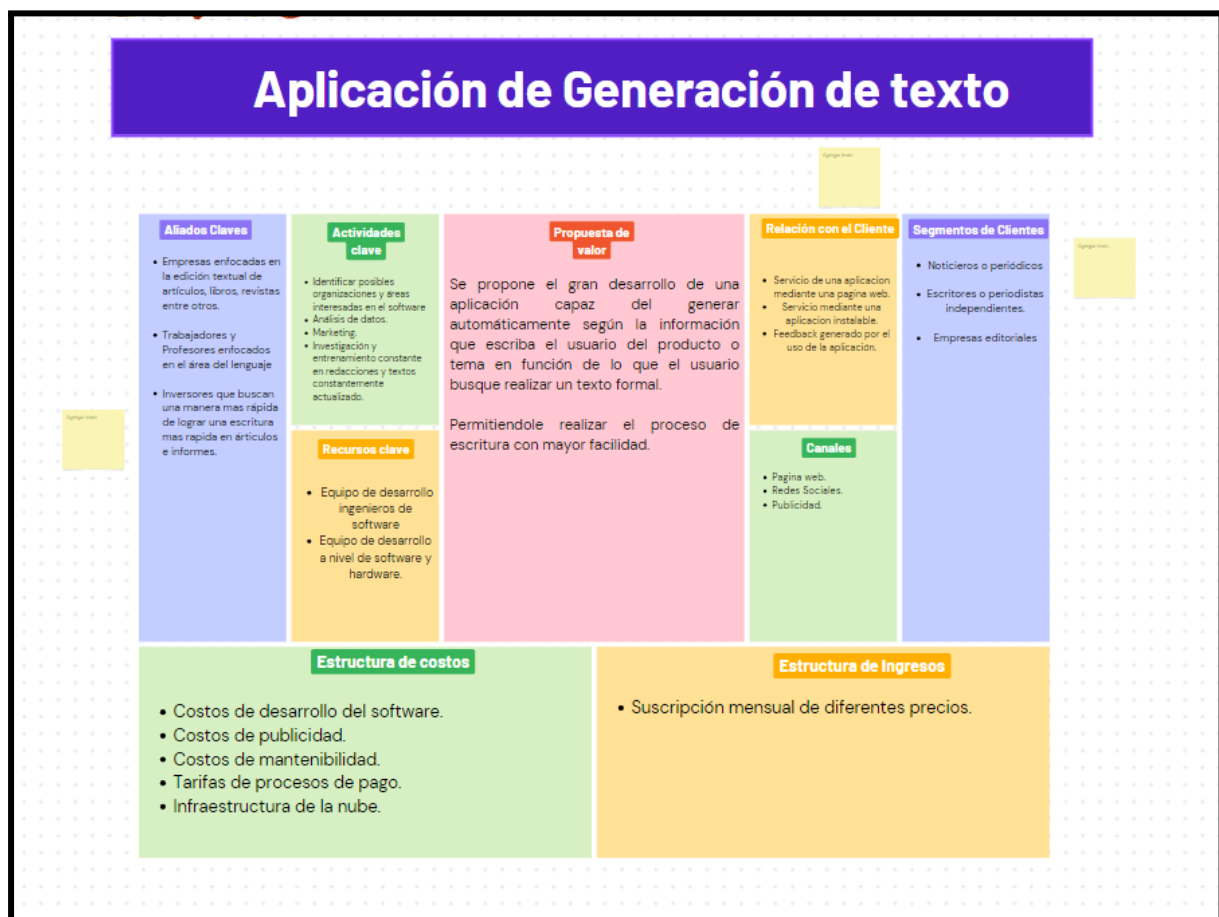 Aplicación de Generación de texto
Agregar texto
Agregar texto
Agregar texto
Aliados Claves
• Empresas enfocadas en
la edición textual de
artículos, libros, revistas
entre otros.
• Trabajadores y
Profesores enfocados
en el área del lenguaje
• Inversores que buscan
una manera mas rápida
de lograr una escritura
mas rapida en árticulos
e informes.
Actividades
clave
• Identificar posibles
organizaciones y áreas
interesadas en el software
• Análisis de datos.
• Marketing.
• Investigación y
entrenamiento constante
en redacciones y textos
constantemente
actualizado.
Recursos clave
• Equipo de desarrollo
ingenieros de
software
• Equipo de desarrollo
a nivel de software y
hardware.
Propuesta de
valor
Se propone el gran desarrollo de una
aplicación capaz del generar
automáticamente según la información
que escriba el usuario del producto o
tema en función de lo que el usuario
busque realizar un texto formal.
Permitiendole realizar el proceso de
escritura con mayor facilidad.
Relación con el Cliente
• Servicio de una aplicacion
mediante una pagina web.
• Servicio mediante una
aplicacion instalable.
• Feedback generado por el
uso de la aplicación.
Canales
• Pagina web.
• Redes Sociales.
• Publicidad.
Segmentos de Clientes
• Noticieros o periódicos
• Escritores o periodistas
independientes.
• Empresas editoriales
Estructura de costos
• Costos de desarrollo del software.
• Costos de publicidad.
• Costos de mantenibilidad.
• Tarifas de procesos de pago.
• Infraestructura de la nube.
Estructura de Ingresos
• Suscripción mensual de diferentes precios.